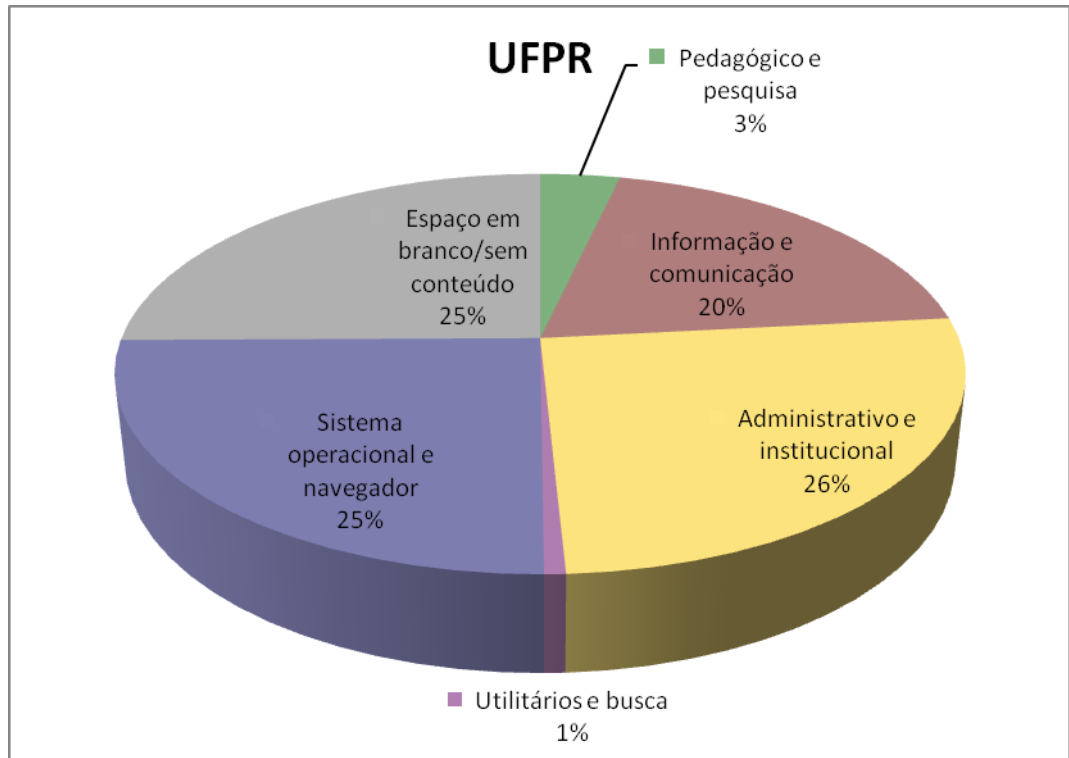 UFPR
Pedagógico e
pesquisa
3%
Espaço em
branco/sem
conteúdo
25%
Informação e
comunicação
20%
Administrativo e
institucional
26%
Sistema
operacional e
navegador
25%
Utilitários e busca
1%